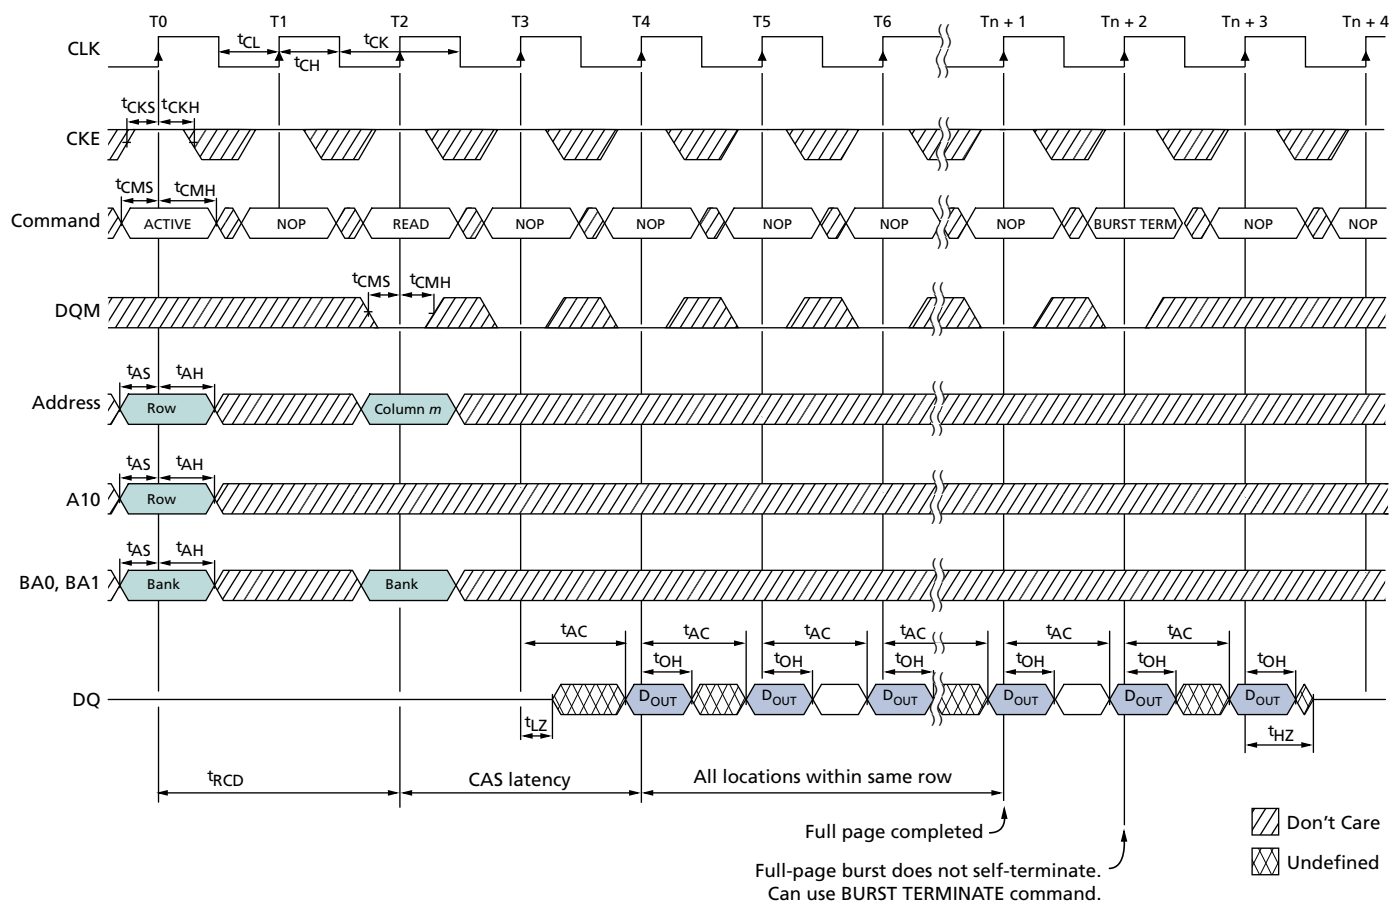 T0 T1 T2 T3 T4 T5 T6 Tn + 1 Tn + 2 Tn + 3 Tn + 4
CLK tCL tCH tCK
tCKS tCKH
CKE
tCMS tCMH
Command ACTIVE NOP READ NOP NOP NOP NOP NOP BURST TERM NOP NOP
tCMS tCMH
DQM
tAS tAH
Address Row Column m
tAS tAH
A10 Row
tAS tAH
BA0, BA1 Bank Bank
tAC tAC tAC tAC tAC tAC
tOH tOH tOH tOH tOH tOH
DQ DOUT DOUT DOUT DOUT DOUT DOUT
tLZ tHZ
tRCD CAS latency All locations within same row
Full page completed
Don't Care
Full-page burst does not self-terminate.
Can use BURST TERMINATE command.
Undefined